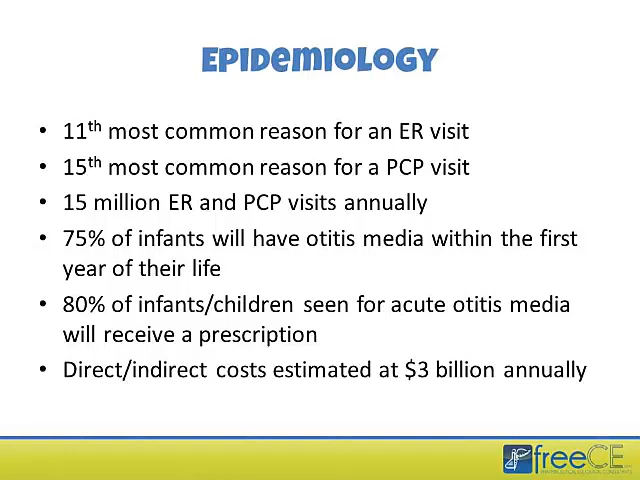 Epidemiology
• 11th most common reason for an ER visit
• 15th most common reason for a PCP visit
• 15 million ER and PCP visits annually
• 75% of infants will have otitis media within the first
year of their life
• 80% of infants/children seen for acute otitis media
will receive a prescription
• Direct/indirect costs estimated at $3 billion annually
freeCE